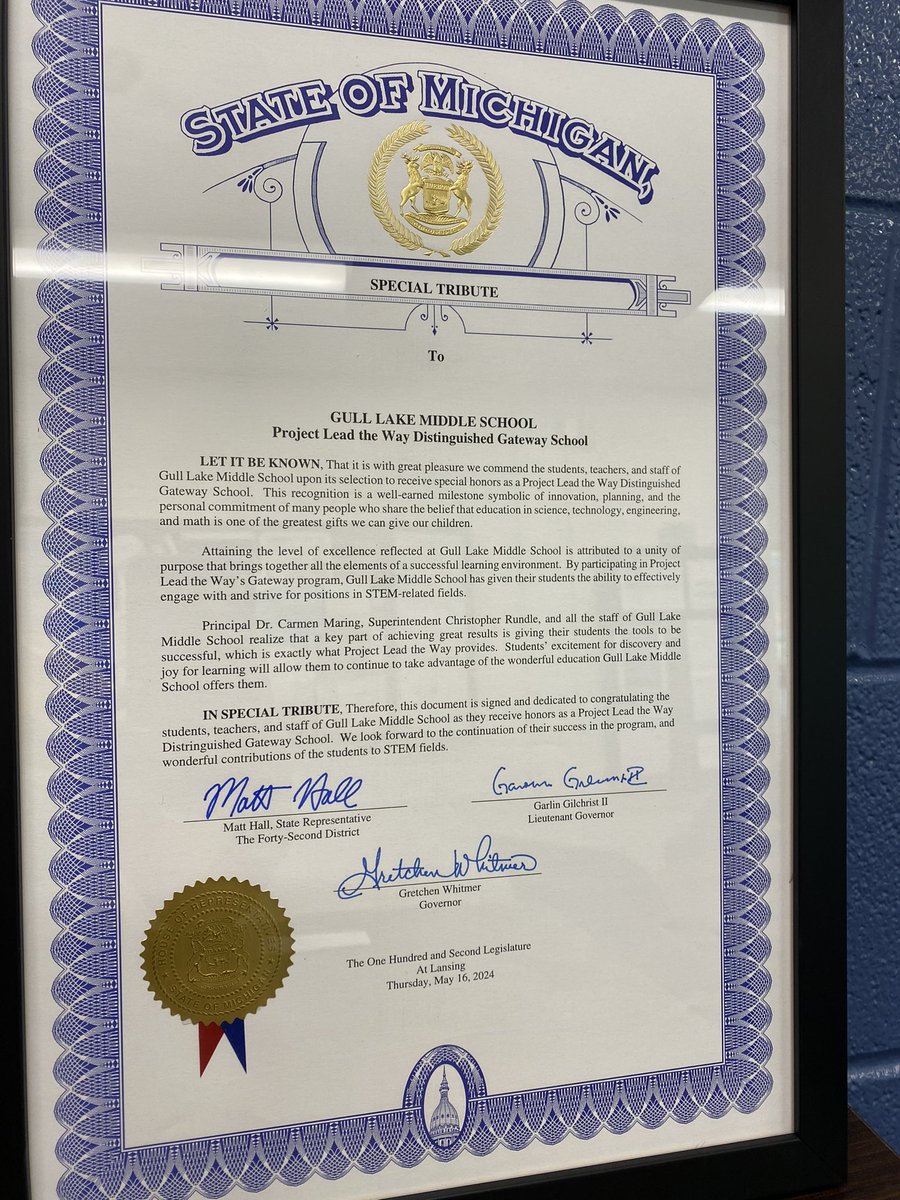 STATE OF MICHIGAN,
SPECIAL TRIBUTE
To
GULL LAKE MIDDLE SCHOOL
Project Lead the Way Distinguished Gateway School
LET IT BE KNOWN, That it is with great pleasure we commend the students, teachers, and staff of
Gull Lake Middle School upon its selection to receive special honors as a Project Lead the Way Distinguished
Gateway School. This recognition is a well-earned milestone symbolic of innovation, planning, and the
personal commitment of many people who share the belief that education in science, technology, engineering,
and math is one of the greatest gifts we can give our children.
Attaining the level of excellence reflected at Gull Lake Middle School is attributed to a unity of
purpose that brings together all the elements of a successful learning environment. By participating in Project
Lead the Way's Gateway program, Gull Lake Middle School has given their students the ability to effectively
engage with and strive for positions in STEM-related fields.
Principal Dr. Carmen Maring, Superintendent Christopher Rundle, and all the staff of Gull Lake
Middle School realize that a key part of achieving great results is giving their students the tools to be
successful, which is exactly what Project Lead the Way provides. Students' excitement for discovery and
joy for learning will allow them to continue to take advantage of the wonderful education Gull Lake Middle
School offers them.
IN SPECIAL TRIBUTE, Therefore, this document is signed and dedicated to congratulating the
students, teachers, and staff of Gull Lake Middle School as they receive honors as a Project Lead the Way
Distringuished Gateway School. We look forward to the continuation of their success in the program, and
wonderful contributions of the students to STEM fields.
Matt Hall
Matt Hall, State Representative
The Forty-Second District
Garlin Gilchrist II
Lieutenant Governor
Gretchen Whitmer
Gretchen Whitmer
Governor
HOUSE OF REPRESENTATIVES
STATE OF MICHIGAN
The One Hundred and Second Legislature
At Lansing
Thursday, May 16, 2024